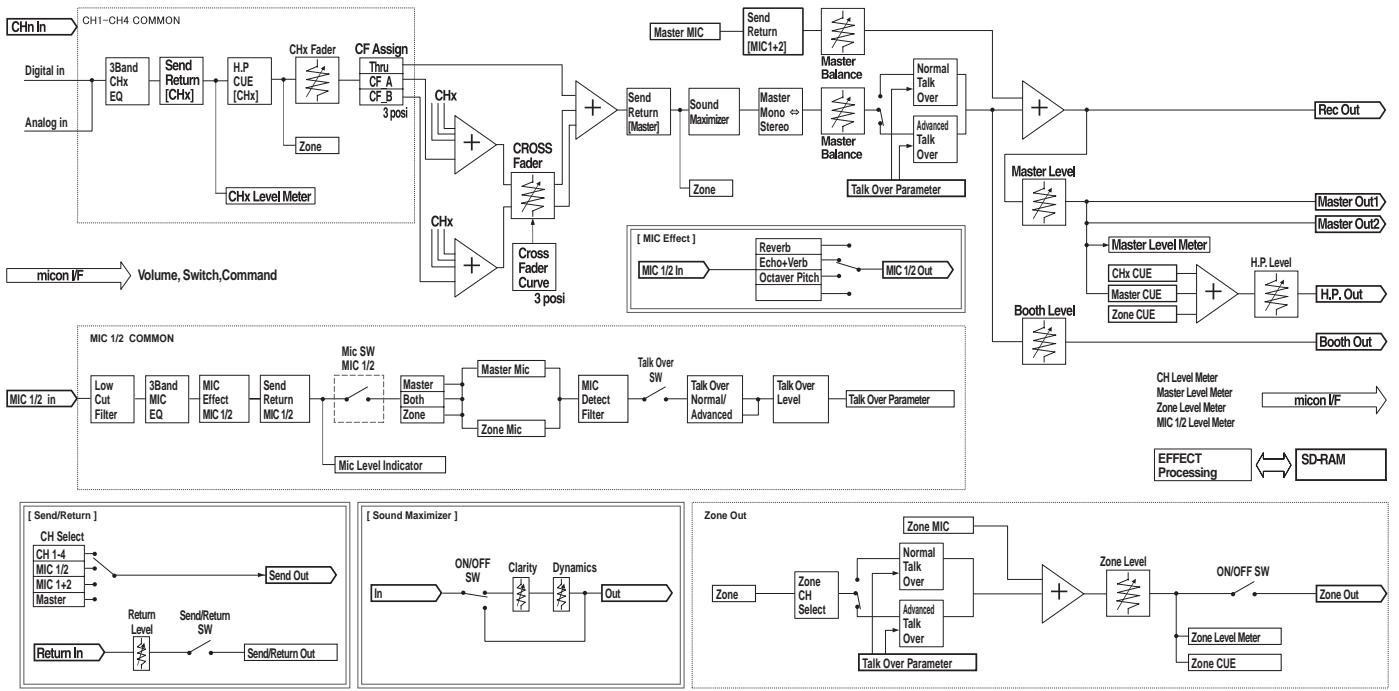 CHn In
CH1-CH4 COMMON
Digital in
Analog in
3Band
CHx
EQ
Send
Return
[CHx]
H.P
CUE
[CHx]
CHx Fader
CF Assign
Thru
CF_A
CF_B
3 posi
Zone
CHx Level Meter
CHx
CHx
CROSS
Fader
Cross
Fader
Curve
3 posi
Master MIC
Send
Return
[MIC1+2]
Master
Balance
Send
Return
[Master]
Zone
Sound
Maximizer
Master
Mono ⇔
Stereo
Master
Balance
Normal
Talk
Over
Advanced
Talk
Over
Talk Over Parameter
Rec Out
Master Level
Master Out1
Master Out2
Master Level Meter
CHx CUE
Master CUE
Zone CUE
H.P. Level
H.P. Out
Booth Level
Booth Out
micon I/F
Volume, Switch,Command
[ MIC Effect ]
MIC 1/2 In
Reverb
Echo+Verb
Octaver Pitch
MIC 1/2 Out
MIC 1/2 COMMON
MIC 1/2 in
Low
Cut
Filter
3Band
MIC
EQ
MIC
Effect
MIC 1/2
Send
Return
MIC 1/2
Mic SW
MIC 1/2
Mic Level Indicator
Master
Both
Zone
Master Mic
Zone Mic
MIC
Detect
Filter
Talk Over
SW
Talk Over
Normal/
Advanced
Talk Over
Level
Talk Over Parameter
CH Level Meter
Master Level Meter
Zone Level Meter
MIC 1/2 Level Meter
micon I/F
EFFECT
Processing
SD-RAM
[ Send/Return ]
CH Select
CH 1-4
MIC 1/2
MIC 1+2
Master
Send Out
Return In
Return
Level
Send/Return
SW
Send/Return Out
[ Sound Maximizer ]
In
ON/OFF
SW
Clarity
Dynamics
Out
Zone Out
Zone
Zone
CH
Select
Zone MIC
Normal
Talk
Over
Advanced
Talk
Over
Talk Over Parameter
Zone Level
ON/OFF SW
Zone Out
Zone Level Meter
Zone CUE